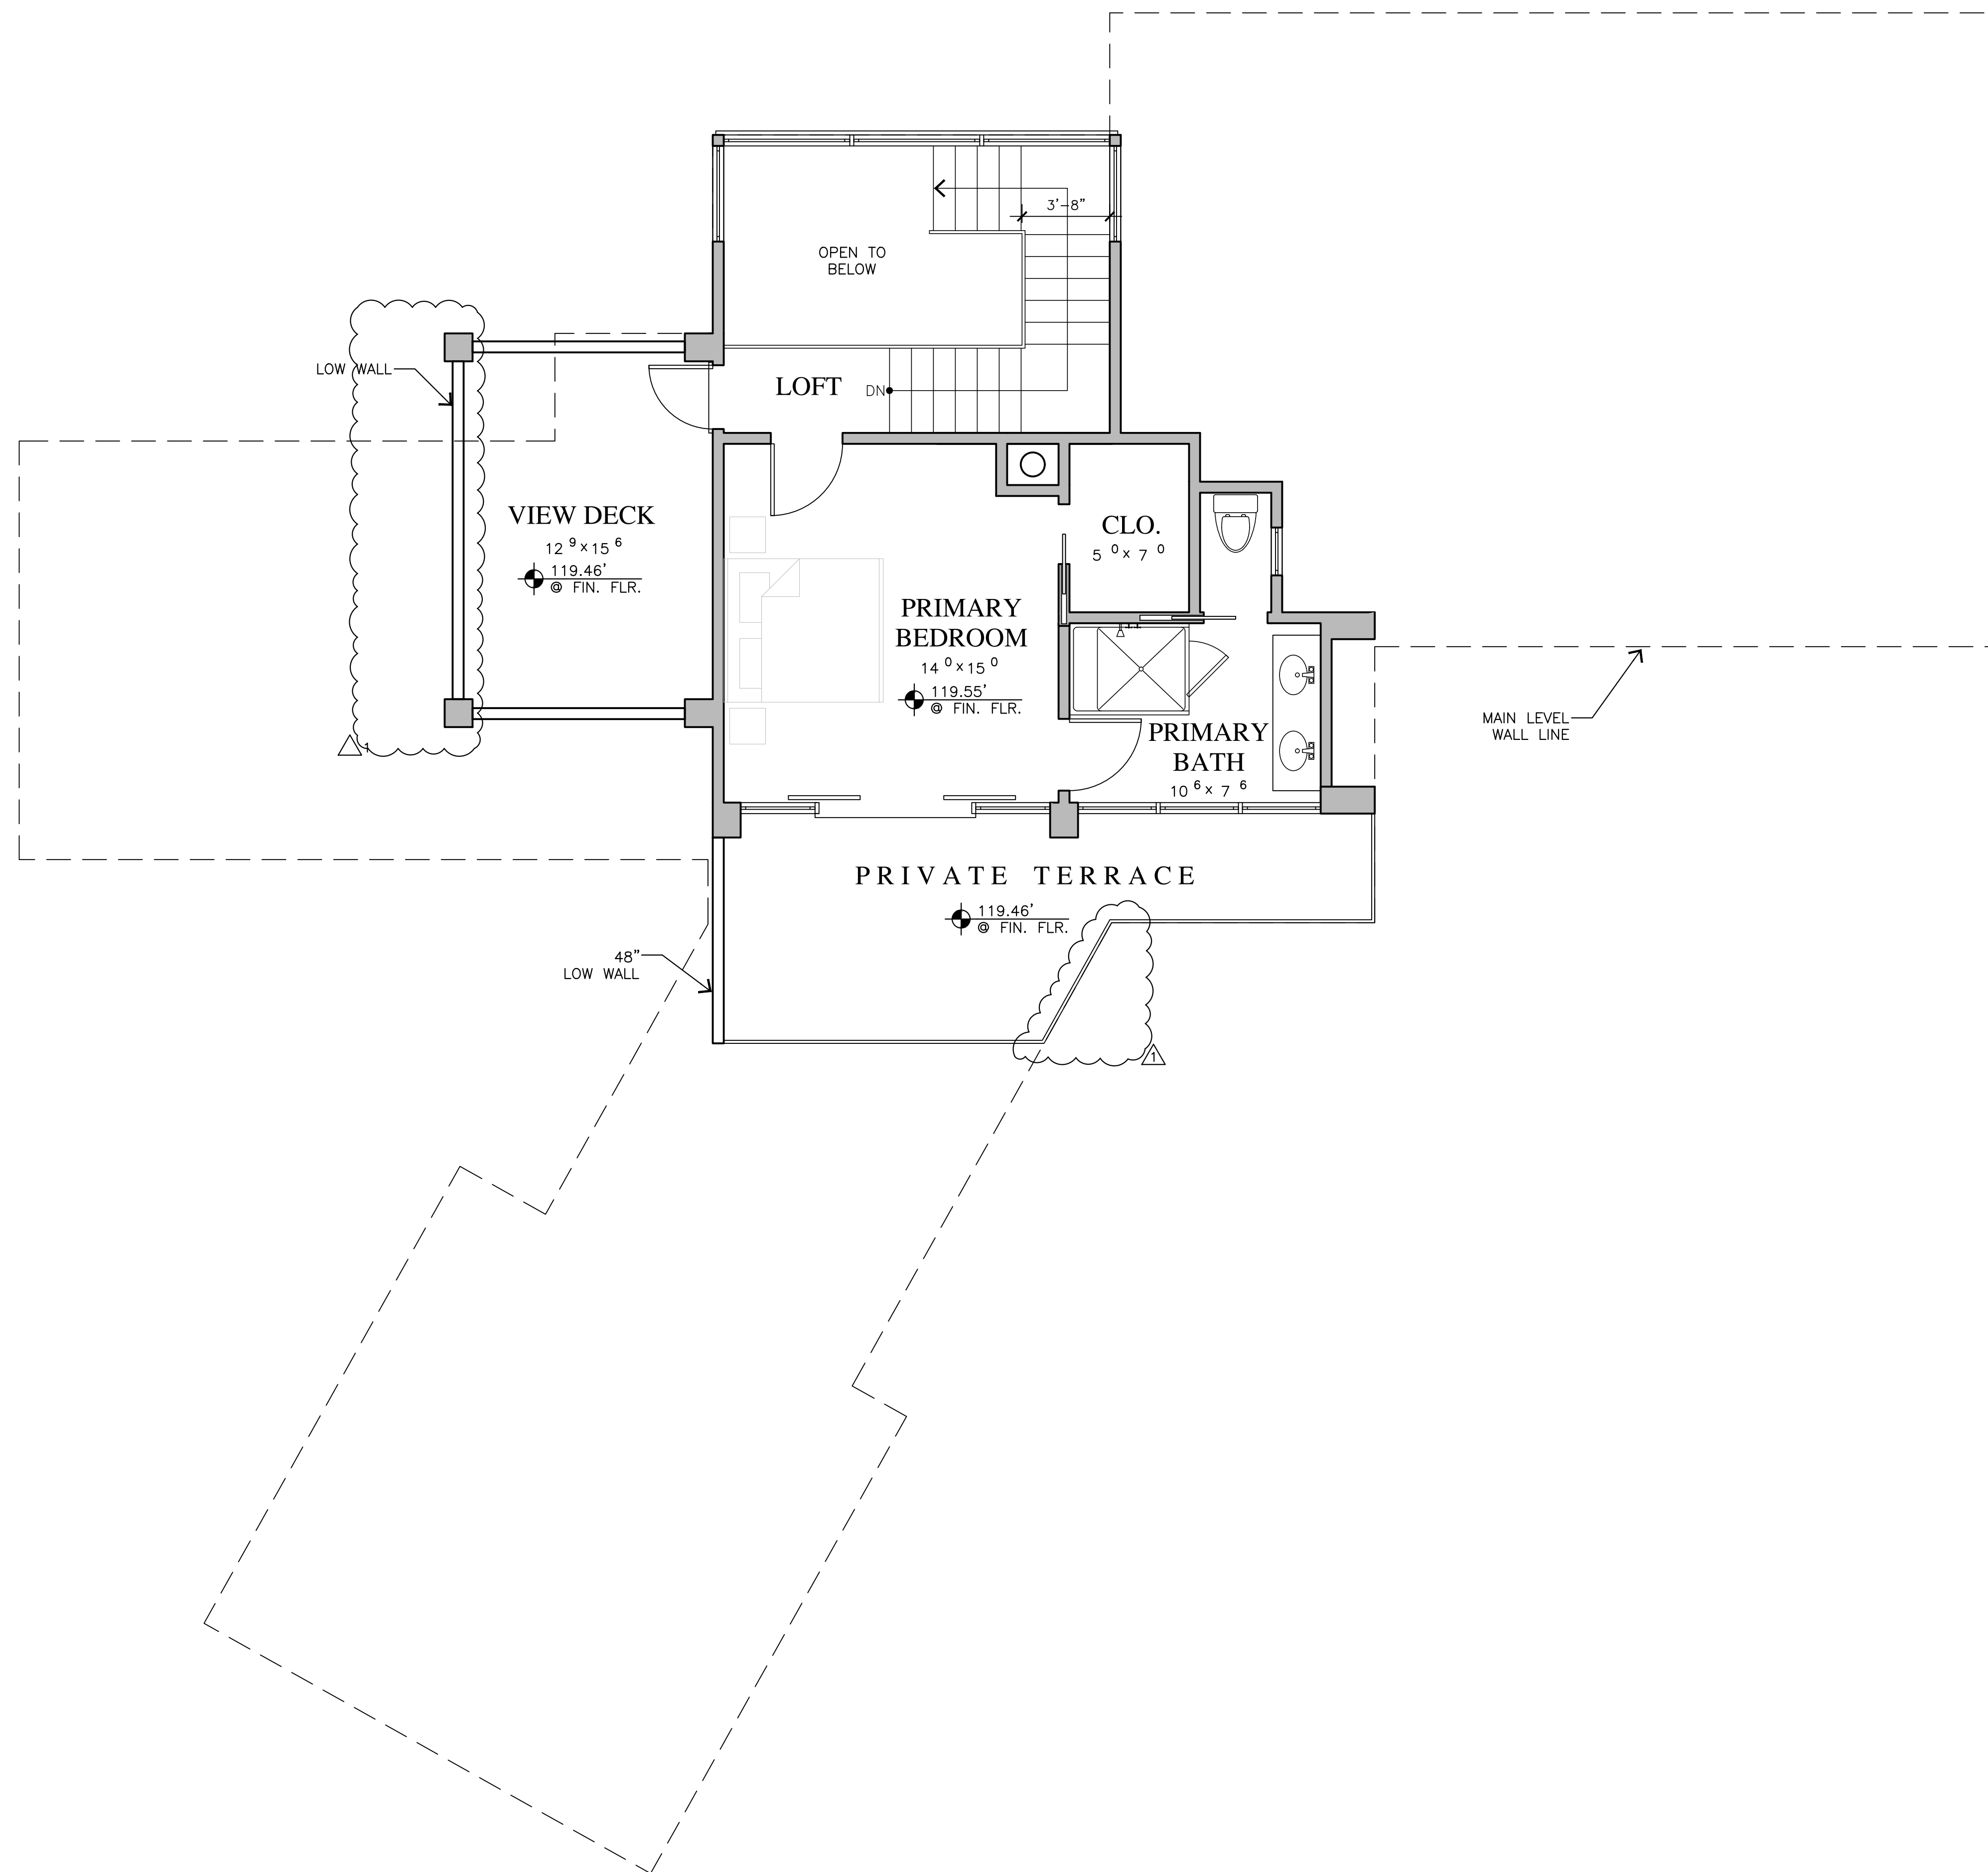 3'-8"
OPEN TO
BELOW
LOW WALL
LOFT
DN
VIEW DECK
12 9 x 15 6
119.46'
@ FIN. FLR.
CLO.
5 0 x 7 0
PRIMARY
BEDROOM
14 0 x 15 0
119.55'
@ FIN. FLR.
MAIN LEVEL
WALL LINE
PRIMARY
BATH
10 6 x 7 6
1
PRIVATE TERRACE
119.46'
@ FIN. FLR.
48"
LOW WALL
1